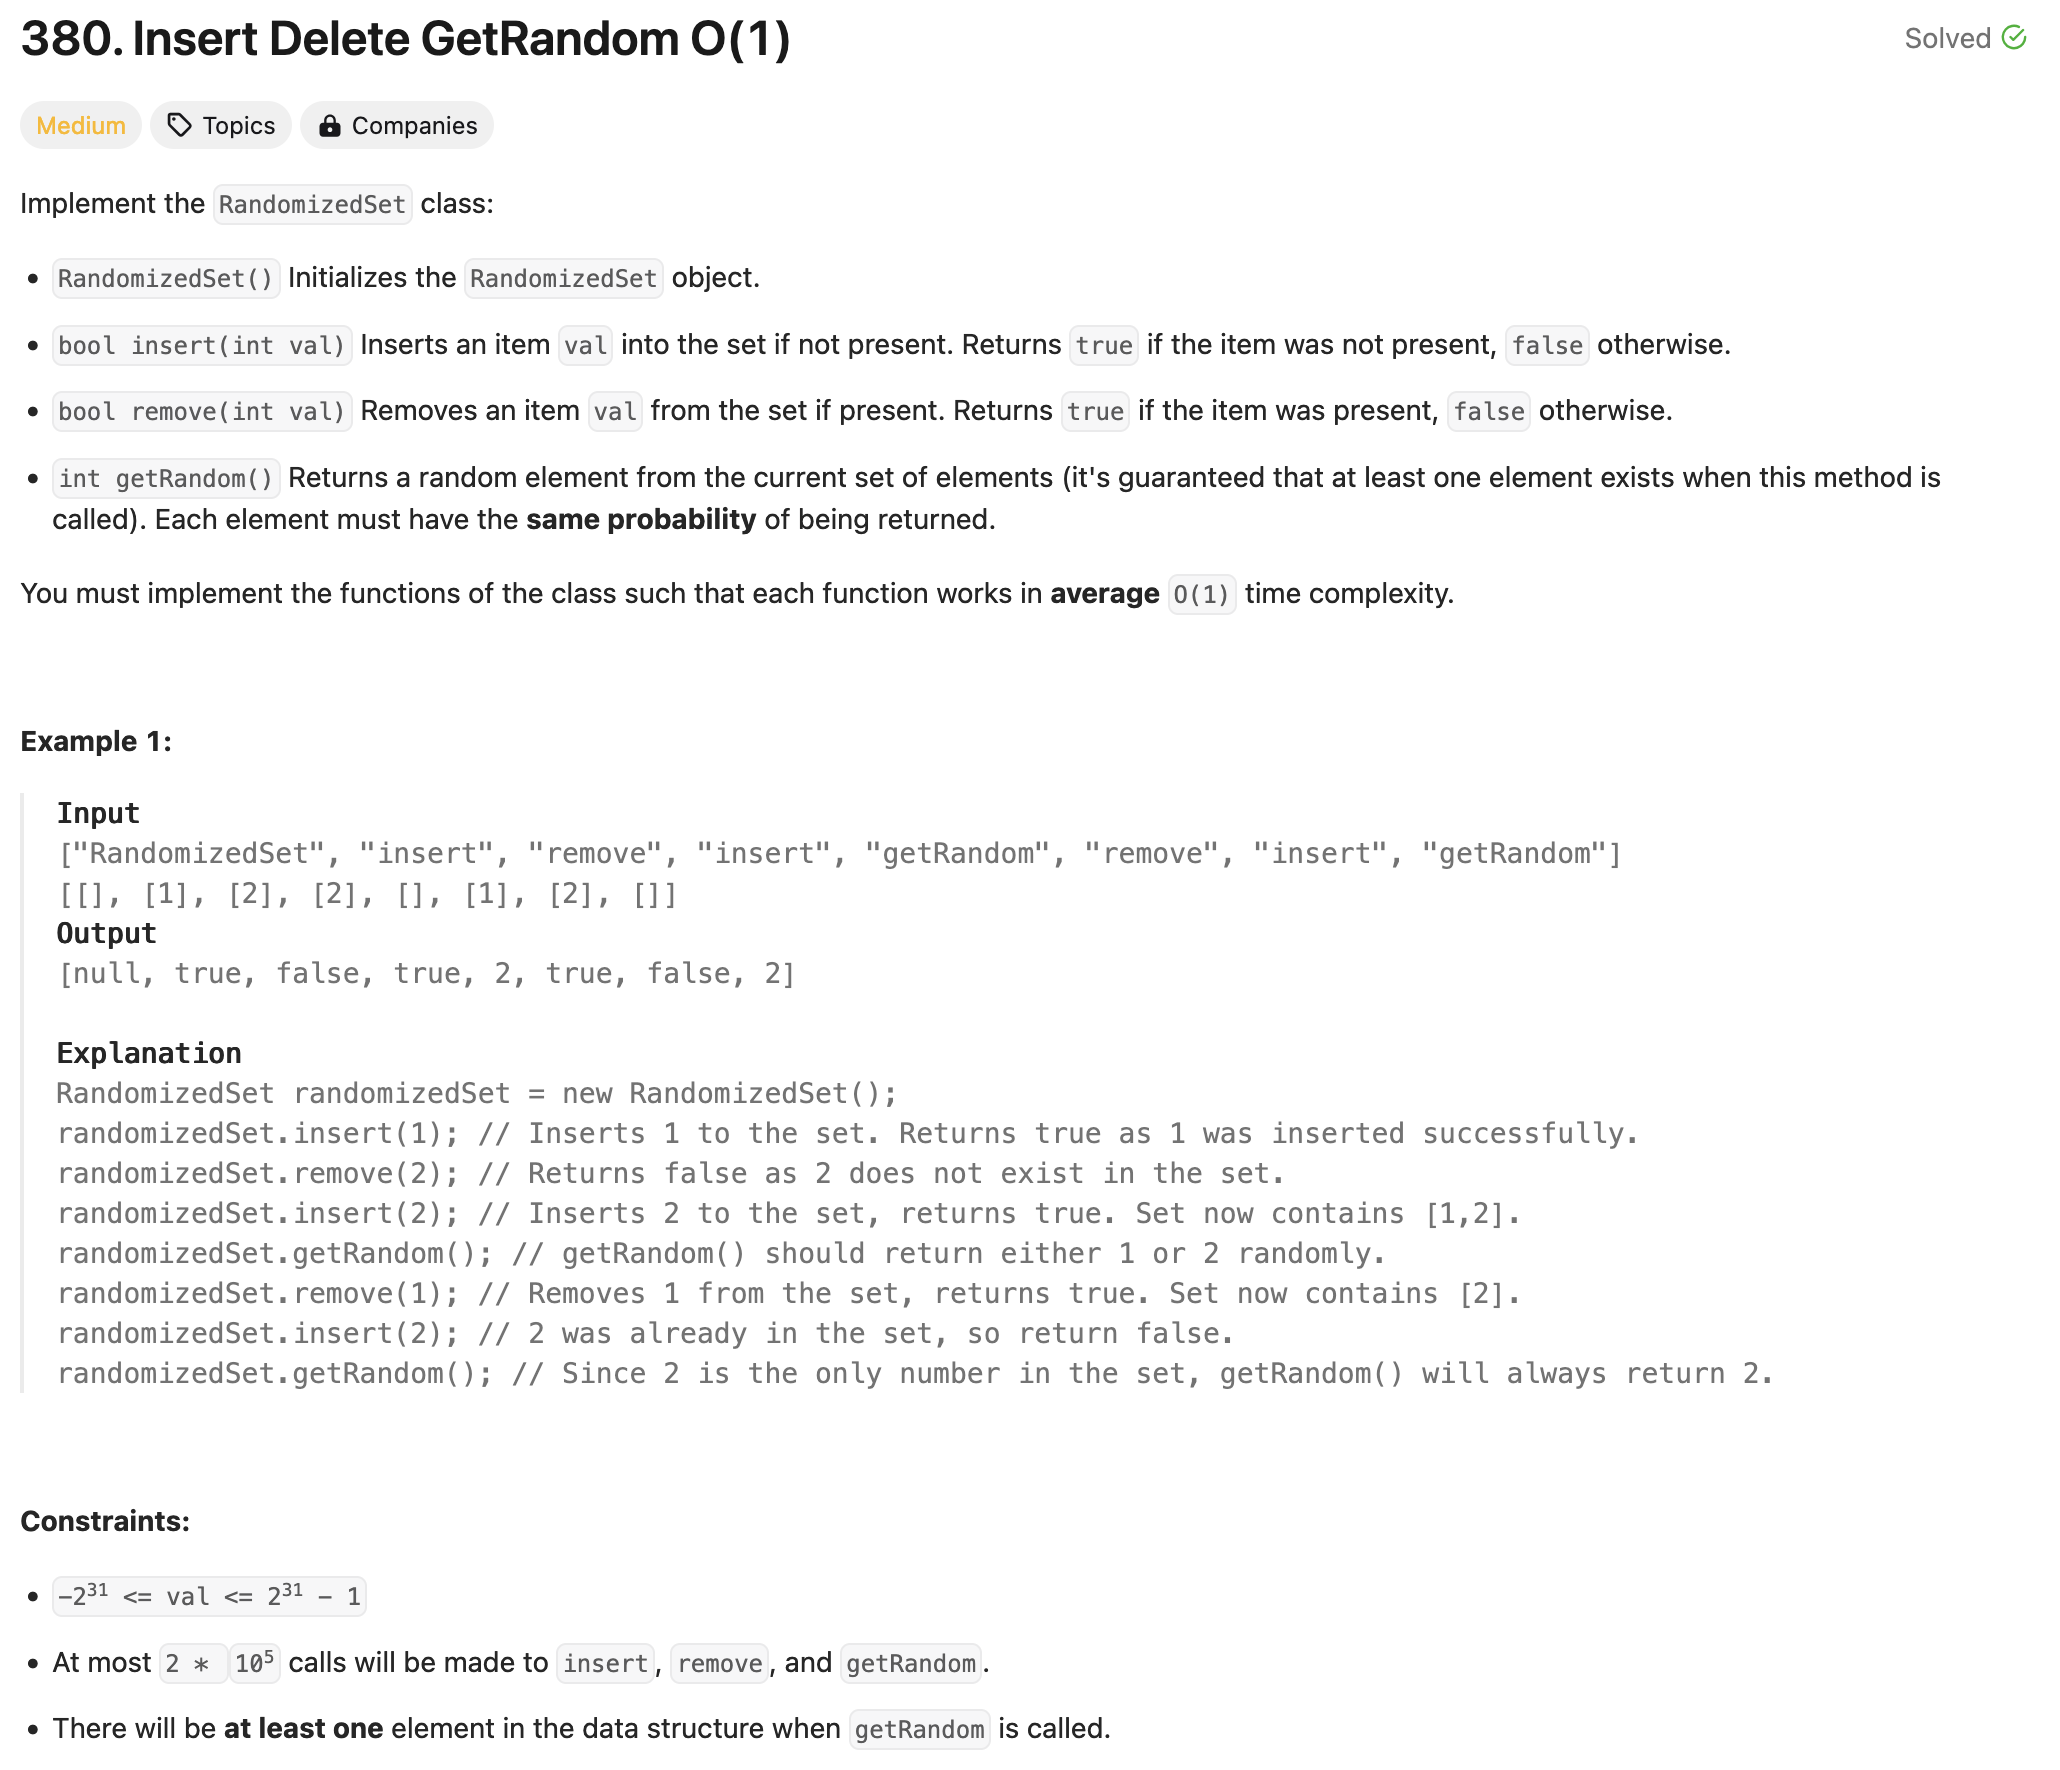 380. Insert Delete GetRandom O(1)
Solved
Medium
Topics
Companies
Implement the RandomizedSet class:
• RandomizedSet() Initializes the RandomizedSet object.
• bool insert(int val) Inserts an item val into the set if not present. Returns true if the item was not present, false otherwise.
• bool remove(int val) Removes an item val from the set if present. Returns true if the item was present, false otherwise.
• int getRandom() Returns a random element from the current set of elements (it's guaranteed that at least one element exists when this method is
called). Each element must have the same probability of being returned.
You must implement the functions of the class such that each function works in average O(1) time complexity.
Example 1:
Input
["RandomizedSet", "insert", "remove", "insert", "getRandom", "remove", "insert", "getRandom"]
[[], [1], [2], [2], [], [1], [2], []]
Output
[null, true, false, true, 2, true, false, 2]
Explanation
RandomizedSet randomizedSet = new RandomizedSet();
randomizedSet.insert(1); // Inserts 1 to the set. Returns true as 1 was inserted successfully.
randomizedSet.remove(2); // Returns false as 2 does not exist in the set.
randomizedSet.insert(2); // Inserts 2 to the set, returns true. Set now contains [1,2].
randomizedSet.getRandom(); // getRandom() should return either 1 or 2 randomly.
randomizedSet.remove(1); // Removes 1 from the set, returns true. Set now contains [2].
randomizedSet.insert(2); // 2 was already in the set, so return false.
randomizedSet.getRandom(); // Since 2 is the only number in the set, getRandom() will always return 2.
Constraints:
• −2³¹ <= val <= 2³¹ − 1
• At most 2 * 10⁵ calls will be made to insert, remove, and getRandom.
• There will be at least one element in the data structure when getRandom is called.